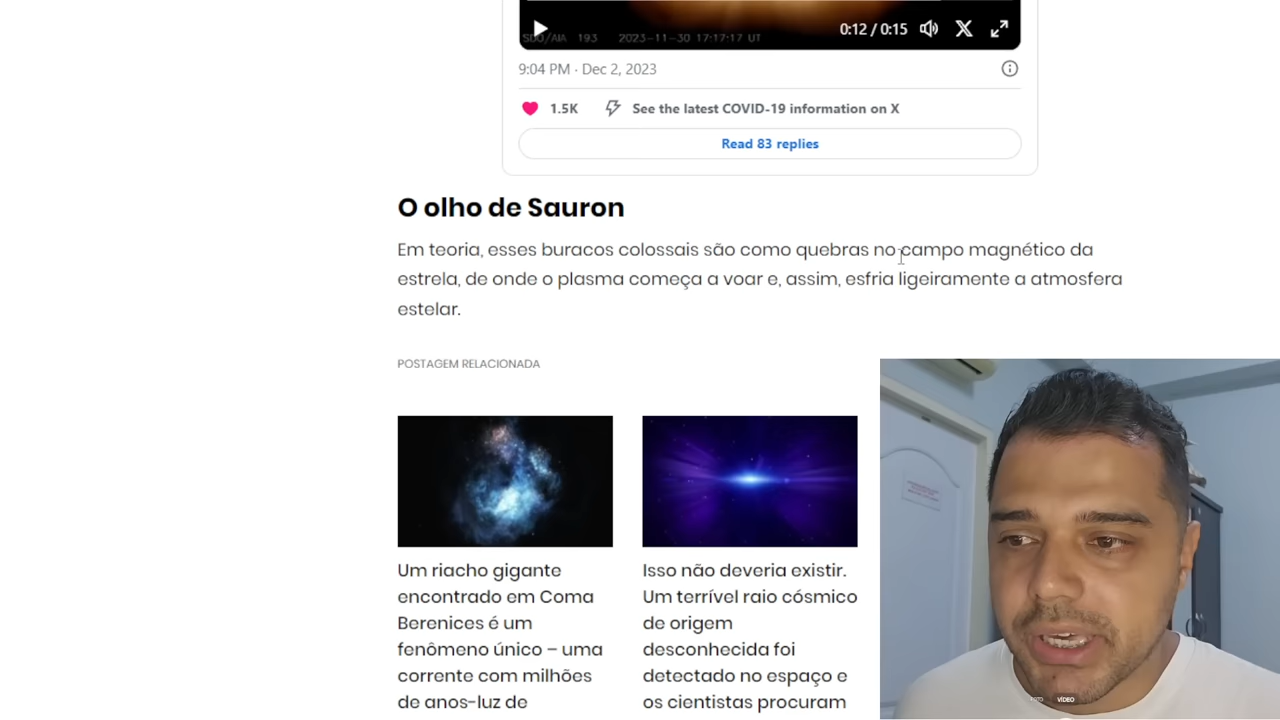 SDO/AIA 193 2023-11-30 17:17:17 UT
0:12 / 0:15
9:04 PM · Dec 2, 2023
1.5K See the latest COVID-19 information on X
Read 83 replies
O olho de Sauron
Em teoria, esses buracos colossais são como quebras no campo magnético da
estrela, de onde o plasma começa a voar e, assim, esfria ligeiramente a atmosfera
estelar.
POSTAGEM RELACIONADA
Um riacho gigante
encontrado em Coma
Berenices é um
fenômeno único – uma
corrente com milhões
de anos-luz de
Isso não deveria existir.
Um terrível raio cósmico
de origem
desconhecida foi
detectado no espaço e
os cientistas procuram
VÍDEO